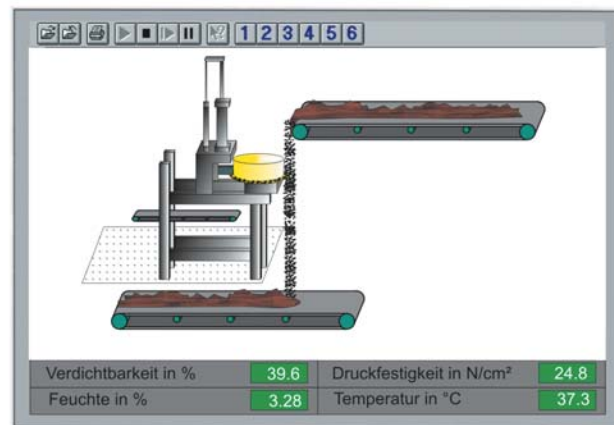 1 2 3 4 5 6
Verdichtbarkeit in % 39.6 Druckfestigkeit in N/cm² 24.8
Feuchte in % 3.28 Temperatur in °C 37.3